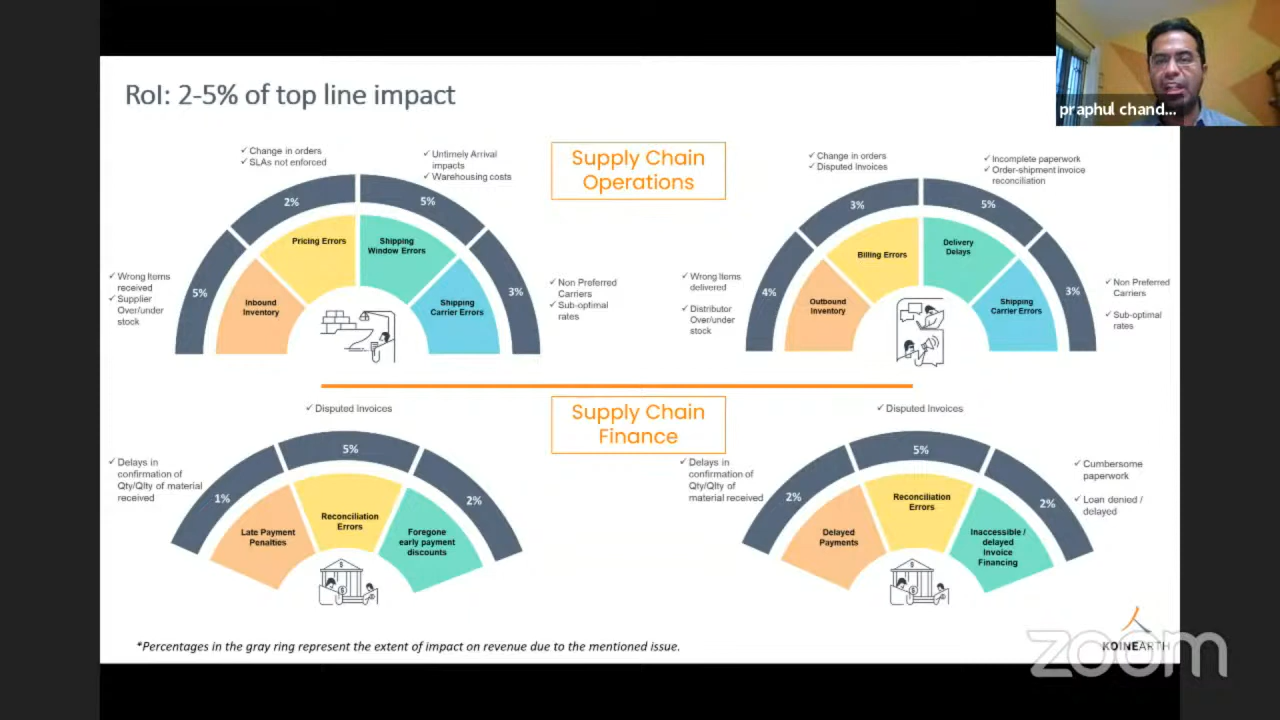 RoI: 2-5% of top line impact
praphul chand...
Supply Chain
Operations
✓ Change in orders
✓ SLAs not enforced
✓ Untimely Arrival
impacts
✓ Warehousing costs
2%
5%
Pricing Errors
Shipping
Window Errors
✓ Wrong Items
received
✓ Supplier
Over/under
stock
5%
Inbound
Inventory
Shipping
Carrier Errors
3%
✓ Non Preferred
Carriers
✓ Sub-optimal
rates
✓ Change in orders
✓ Disputed Invoices
✓ Incomplete paperwork
✓ Order-shipment invoice
reconciliation
3%
5%
Billing Errors
Delivery
Delays
✓ Wrong Items
delivered
✓ Distributor
Over/under
stock
4%
Outbound
Inventory
Shipping
Carrier Errors
3%
✓ Non Preferred
Carriers
✓ Sub-optimal
rates
Supply Chain
Finance
✓ Disputed Invoices
5%
✓ Delays in
confirmation of
Qty/Qlty of material
received
1%
2%
Late Payment
Penalties
Reconciliation
Errors
Foregone
early payment
discounts
$
$
✓ Disputed Invoices
5%
✓ Delays in
confirmation of
Qty/Qlty of
material received
2%
2%
✓ Cumbersome
paperwork
✓ Loan denied /
delayed
Delayed
Payments
Reconciliation
Errors
Inaccessible /
delayed
Invoice
Financing
$
$
*Percentages in the gray ring represent the extent of impact on revenue due to the mentioned issue.
KOINEARTH
zoom